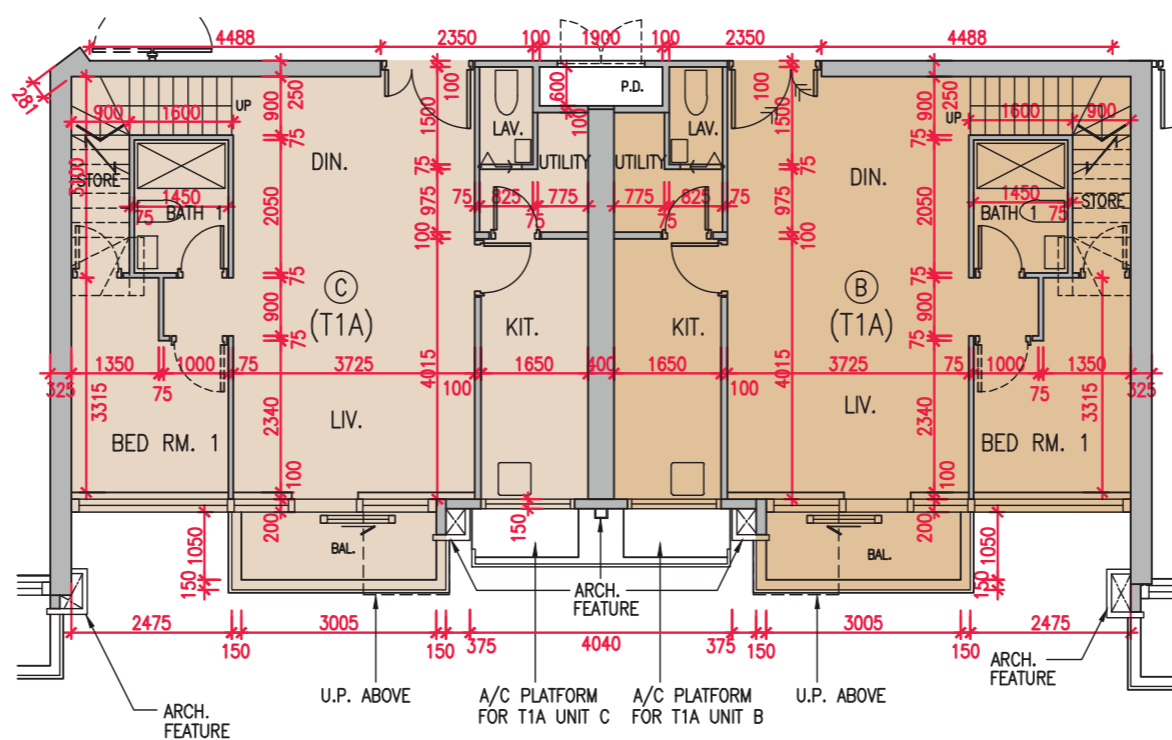 4488 2350 100 1900 100 2350 4488
281
900 1600 UP
250
900
100
600
P.D.
100
1500
1500
100
250
900
UP
1600 900
75
LAV.
LAV.
DIN.
UTILITY
UTILITY
DIN.
STORE
STORE
1450
75
BATH 1
2050
75
975
100
75 825 775
75
775 825 75
75
75
975
100
2050
1450
75
BATH 1
75
900
75
C
(T1A)
B
(T1A)
75
900
75
KIT.
KIT.
1350 1000 75 3725 1650 400 1650 3725 75 1000 1350
325
75
100
100
75
325
3315
4015
4015
3315
2340
LIV.
LIV.
2340
BED RM. 1
BED RM. 1
100
100
200
150
200
1050
150
BAL.
BAL.
1050
150
ARCH.
FEATURE
2475 3005 375 4040 375 3005 2475
150 150 150 150
ARCH.
FEATURE
U.P. ABOVE
A/C PLATFORM
FOR T1A UNIT C
A/C PLATFORM
FOR T1A UNIT B
U.P. ABOVE
ARCH.
FEATURE